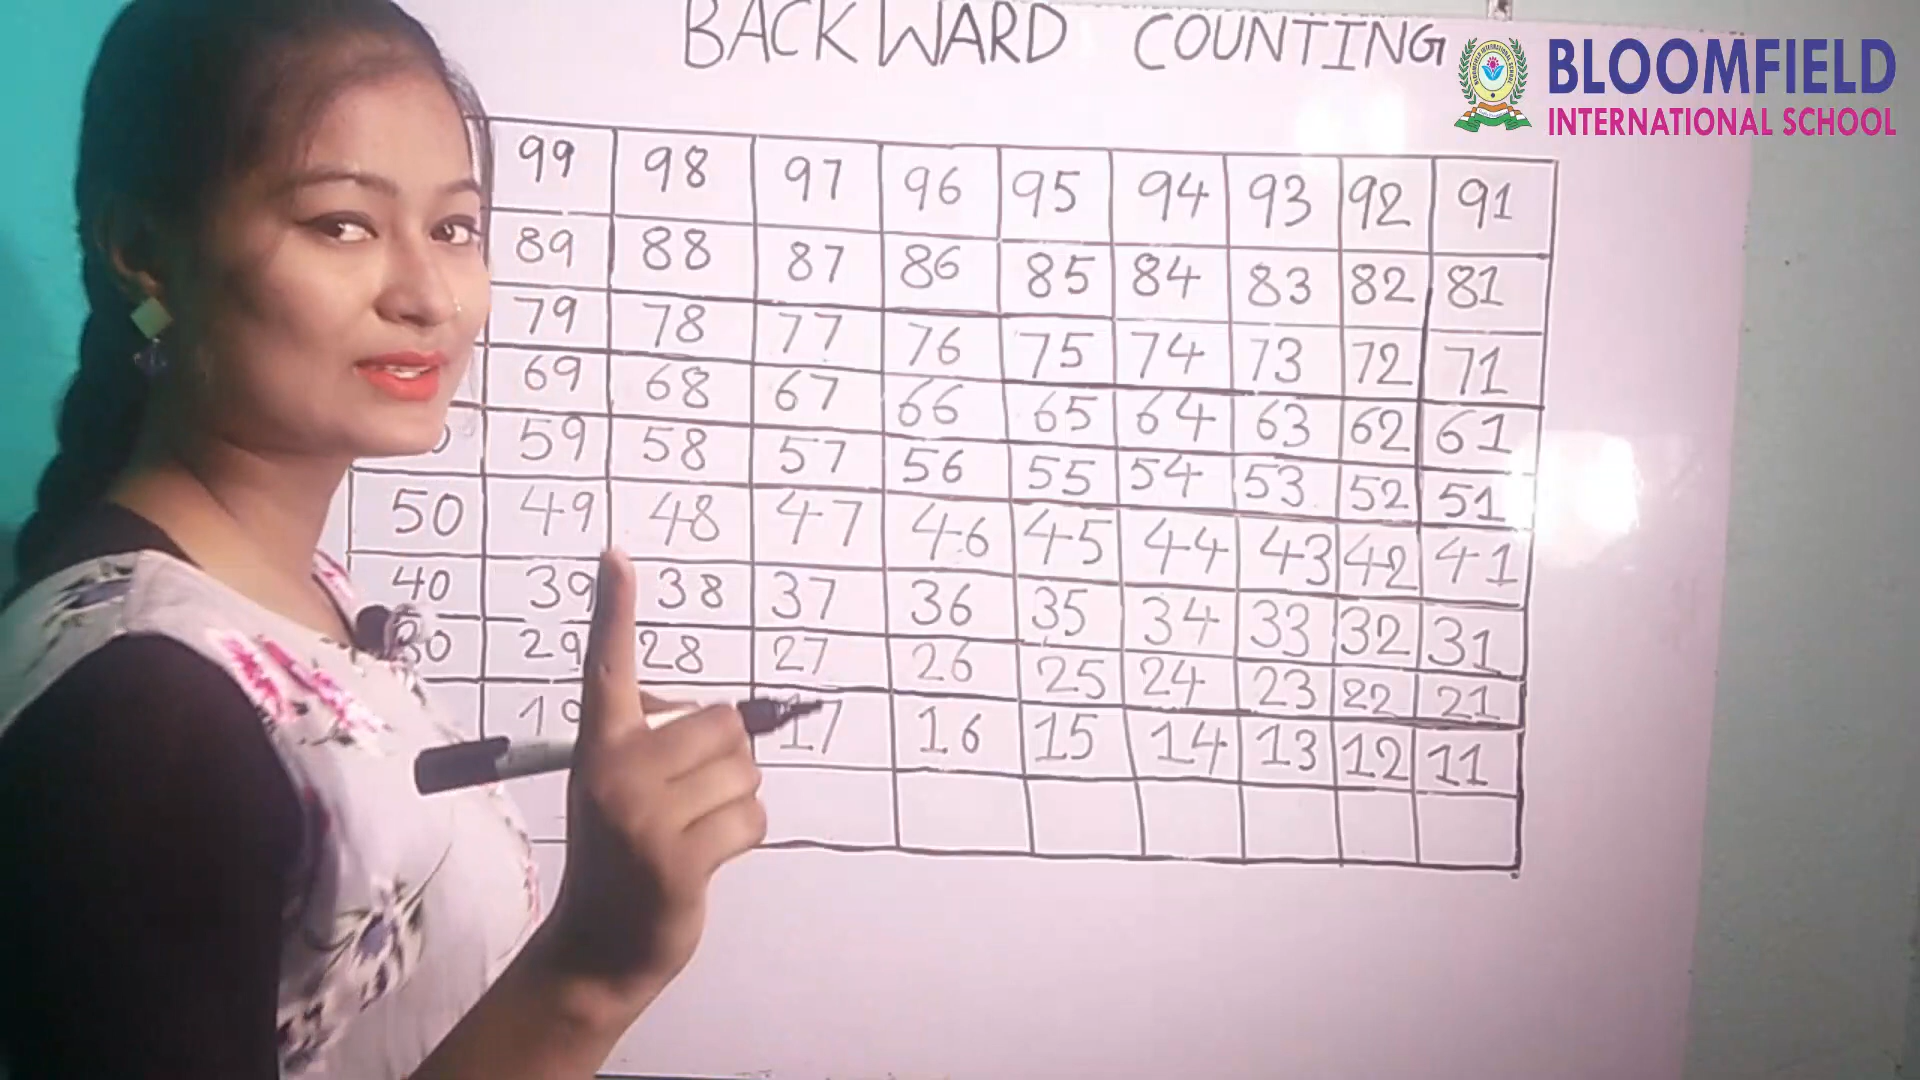 BACKWARD COUNTING
BLOOMFIELD
INTERNATIONAL SCHOOL
99 98 97 96 95 94 93 92 91
89 88 87 86 85 84 83 82 81
79 78 77 76 75 74 73 72 71
69 68 67 66 65 64 63 62 61
59 58 57 56 55 54 53 52 51
50 49 48 47 46 45 44 43 42 41
40 39 38 37 36 35 34 33 32 31
30 29 28 27 26 25 24 23 22 21
19 17 16 15 14 13 12 11